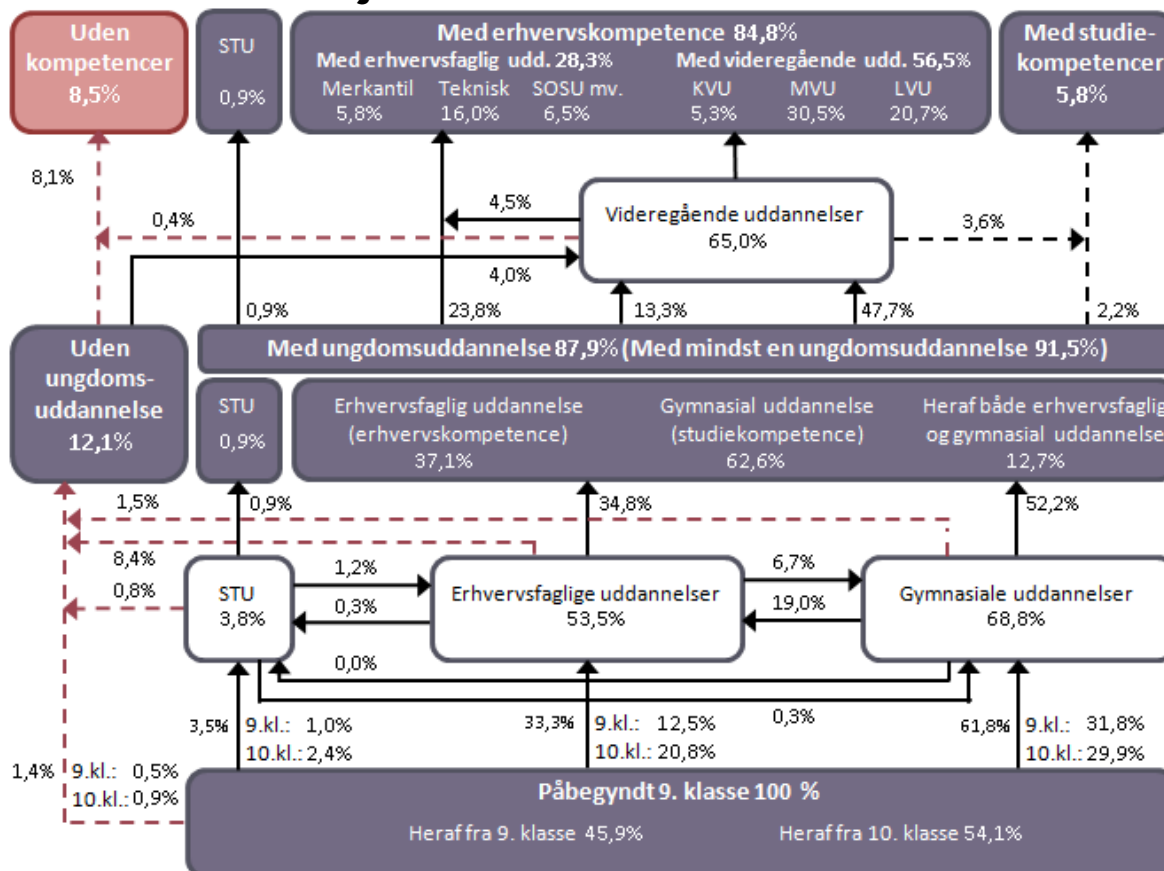 Uden
kompetencer
8,5%
STU
0,9%
Med erhvervskompetence 84,8%
Med erhvervsfaglig udd. 28,3%
Med videregående udd. 56,5%
Merkantil
Teknisk
SOSU mv.
KVU
MVU
LVU
5,8%
16,0%
6,5%
5,3%
30,5%
20,7%
Med studie-
kompetencer
5,8%
8,1%
0,4%
4,5%
Videregående uddannelser
65,0%
3,6%
4,0%
0,9%
23,8%
13,3%
47,7%
2,2%
Uden
ungdoms-
uddannelse
12,1%
Med ungdomsuddannelse 87,9% (Med mindst en ungdomsuddannelse 91,5%)
STU
0,9%
Erhvervsfaglig uddannelse
(erhvervskompetence)
37,1%
Gymnasial uddannelse
(studiekompetence)
62,6%
Heraf både erhvervsfaglig
og gymnasial uddannelse
12,7%
1,5%
0,9%
34,8%
52,2%
8,4%
0,8%
STU
3,8%
1,2%
0,3%
Erhvervsfaglige uddannelser
53,5%
6,7%
19,0%
Gymnasiale uddannelser
68,8%
0,0%
0,3%
3,5%
9.kl.: 1,0%
10.kl.: 2,4%
33,3%
9.kl.: 12,5%
10.kl.: 20,8%
61,8%
9.kl.: 31,8%
10.kl.: 29,9%
1,4%
9.kl.: 0,5%
10.kl.: 0,9%
Påbegyndt 9. klasse 100 %
Heraf fra 9. klasse 45,9%
Heraf fra 10. klasse 54,1%